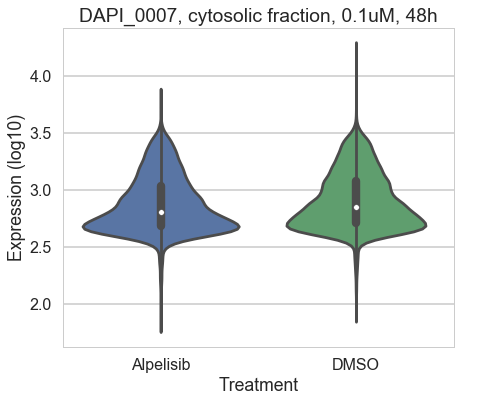 DAPI_0007, cytosolic fraction, 0.1uM, 48h
4.0
3.5
3.0
2.5
2.0
Expression (log10)
Alpelisib DMSO
Treatment